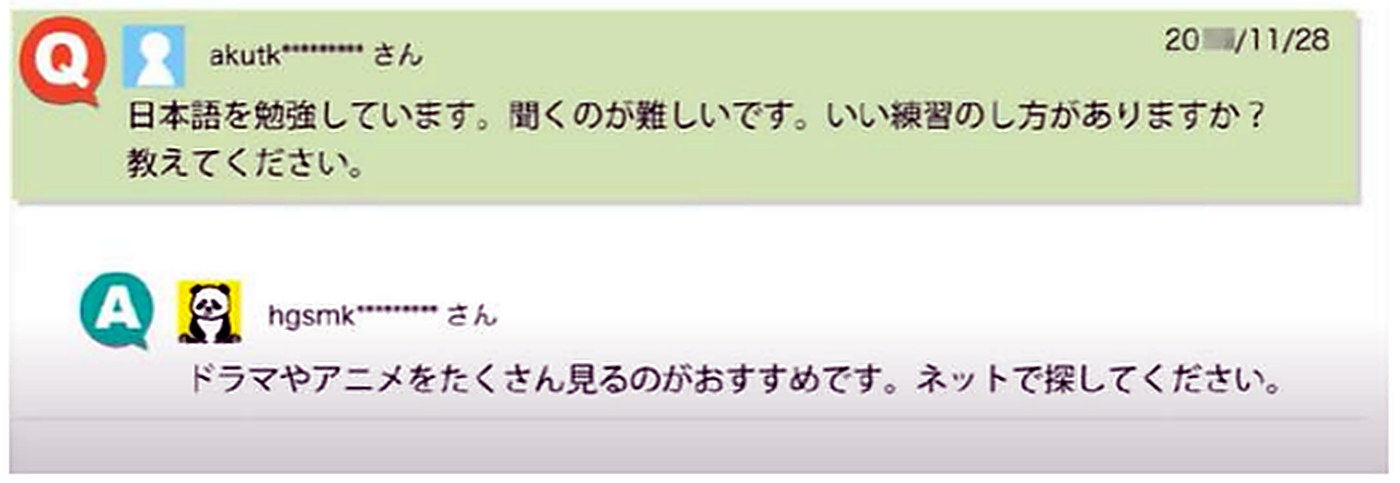 Q
akutk********* さん
20 /11/28
日本語を勉強しています。聞くのが難しいです。いい練習のし方がありますか？
教えてください。
A
hgsmk********* さん
ドラマやアニメをたくさん見るのがおすすめです。ネットで探してください。